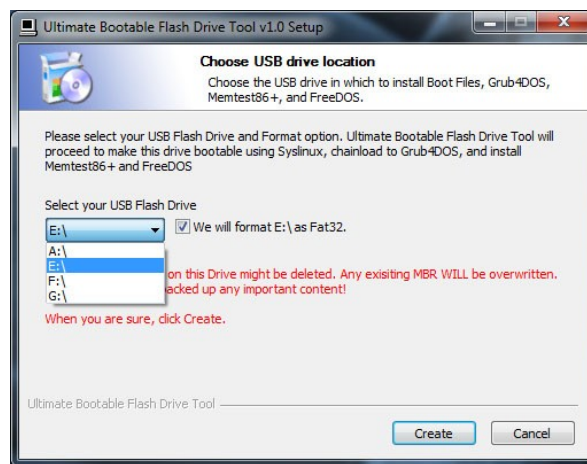 Ultimate Bootable Flash Drive Tool v1.0 Setup
Choose USB drive location
Choose the USB drive in which to install Boot Files, Grub4DOS,
Memtest86+, and FreeDOS.
Please select your USB Flash Drive and Format option. Ultimate Bootable Flash Drive Tool will
proceed to make this drive bootable using Syslinux, chainload to Grub4DOS, and install
Memtest86+ and FreeDOS
Select your USB Flash Drive
E:\
We will format E:\ as Fat32.
A:\
E:\
F:\
G:\
on this Drive might be deleted. Any exisiting MBR WILL be overwritten.
up any important content!
When you are sure, click Create.
Ultimate Bootable Flash Drive Tool
Create
Cancel